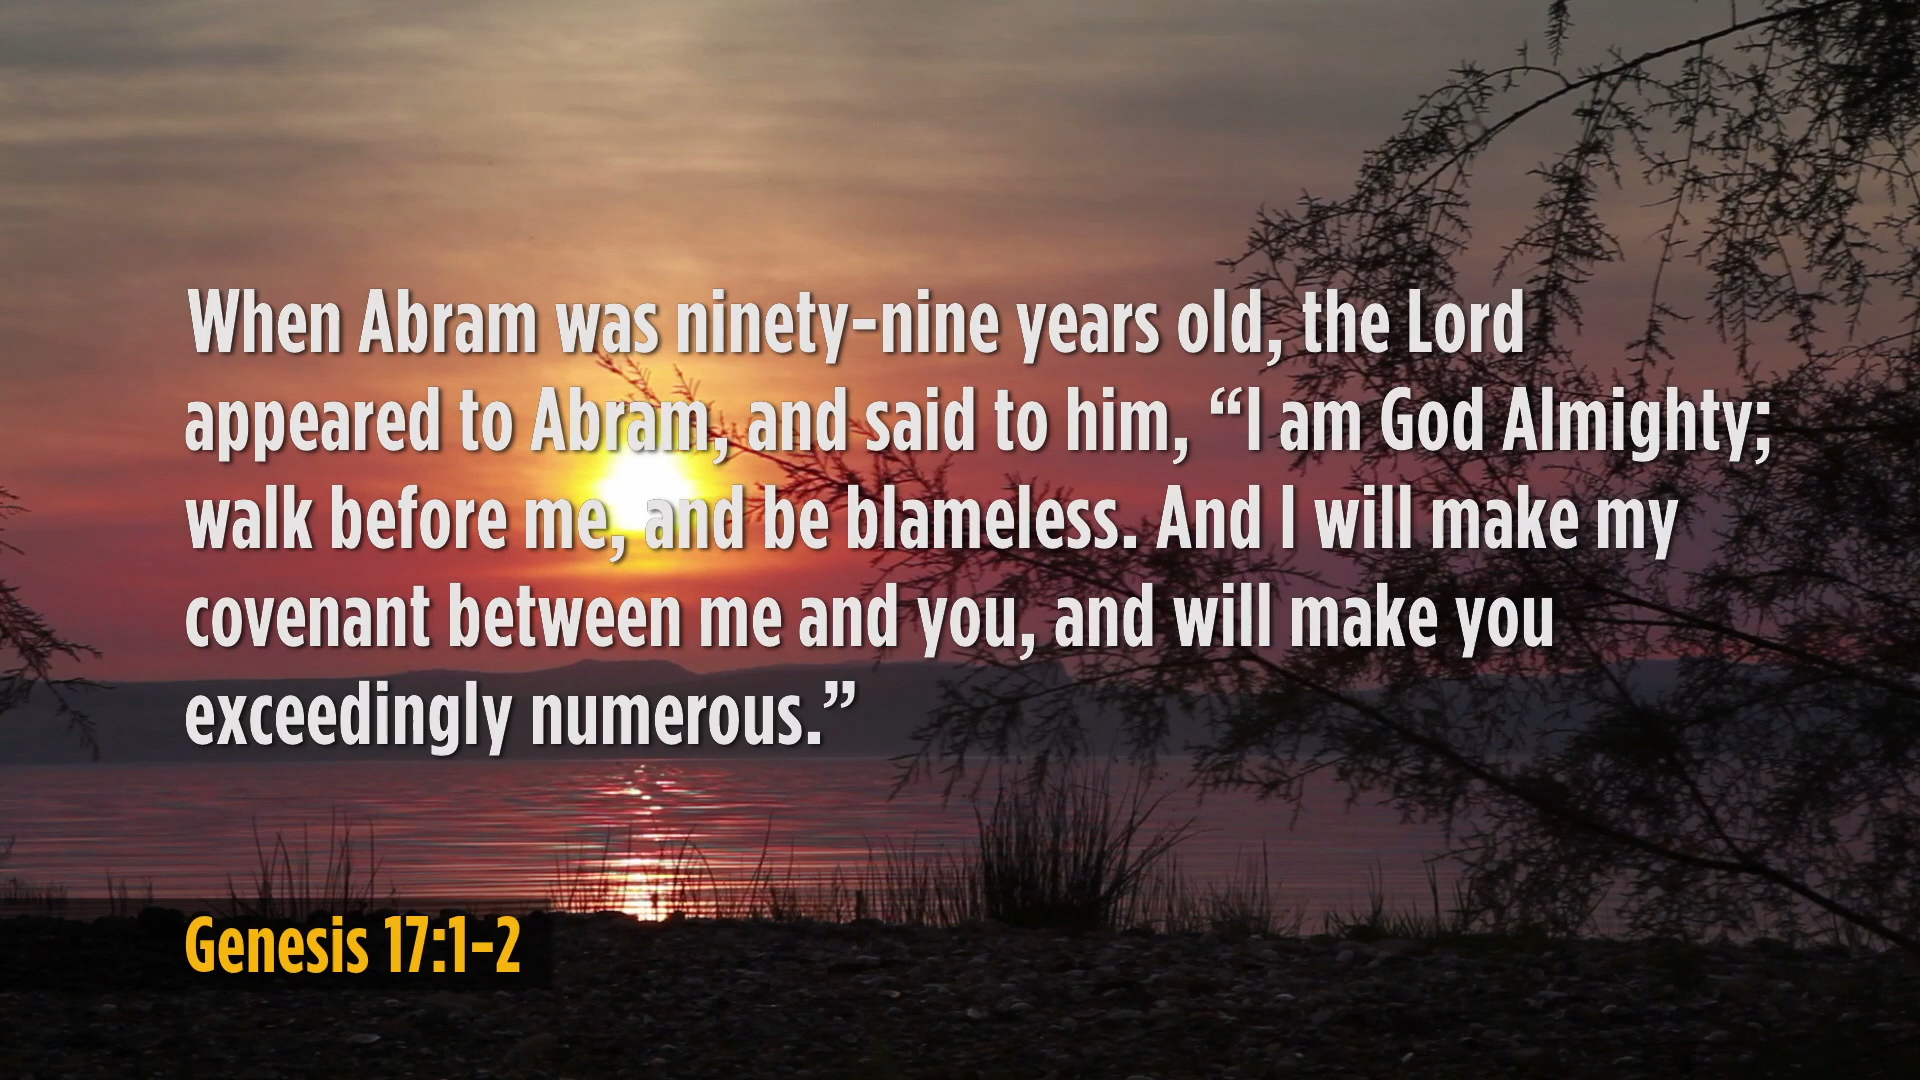 When Abram was ninety-nine years old, the Lord
appeared to Abram, and said to him, “I am God Almighty;
walk before me, and be blameless. And I will make my
covenant between me and you, and will make you
exceedingly numerous.”
Genesis 17:1-2